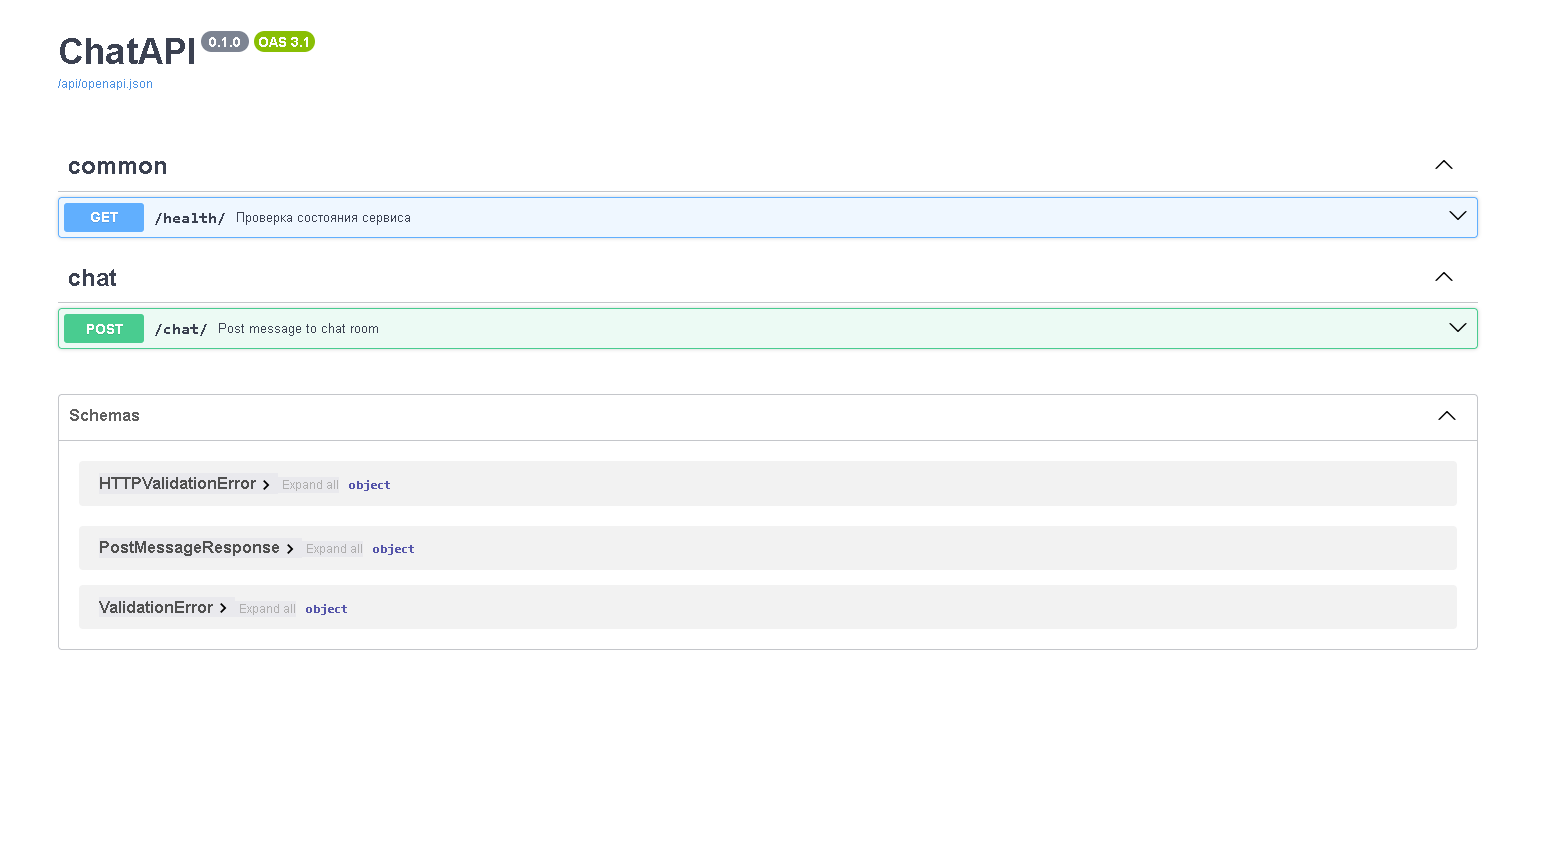 ChatAPI 0.1.0 OAS 3.1
/api/openapi.json
common
GET /health/ Проверка состояния сервиса
chat
POST /chat/ Post message to chat room
Schemas
HTTPValidationError Expand all object
PostMessageResponse Expand all object
ValidationError Expand all object